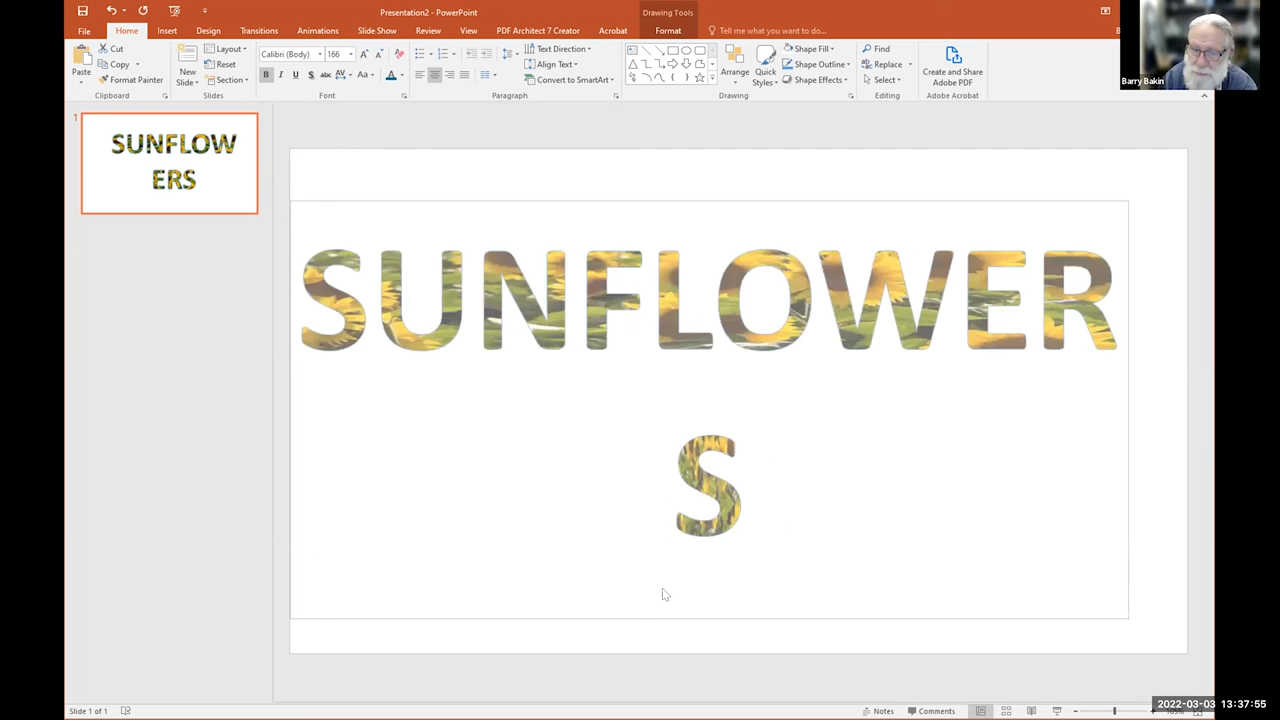 Presentation2 - PowerPoint
Drawing Tools
File Home Insert Design Transitions Animations Slide Show Review View PDF Architect 7 Creator Acrobat Format Tell me what you want to do...
Paste
Cut
Copy
Format Painter
Clipboard
New Slide
Layout
Reset
Section
Slides
Calibri (Body) 166
B I U S abc AV Aa A
Font
Text Direction
Align Text
Convert to SmartArt
Paragraph
Arrange
Quick Styles
Shape Fill
Shape Outline
Shape Effects
Drawing
Find
Replace
Select
Editing
Create and Share Adobe PDF
Adobe Acrobat
Barry Bakin
1
SUNFLOW
ERS
SUNFLOWER
S
Slide 1 of 1
Notes
Comments
2022-03-03 13:37:55